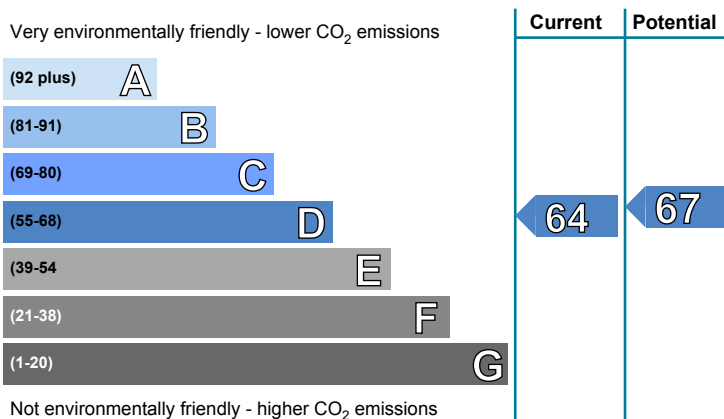 Current Potential
Very environmentally friendly - lower CO2 emissions
(92 plus) A
(81-91) B
(69-80) C
(55-68) D 64 67
(39-54 E
(21-38) F
(1-20) G
Not environmentally friendly - higher CO2 emissions